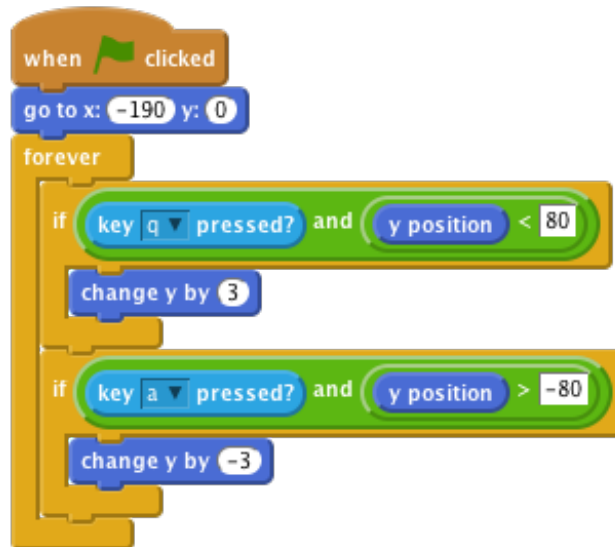 when clicked
go to x: -190 y: 0
forever
if key q pressed? and y position < 80
change y by 3
if key a pressed? and y position > -80
change y by -3